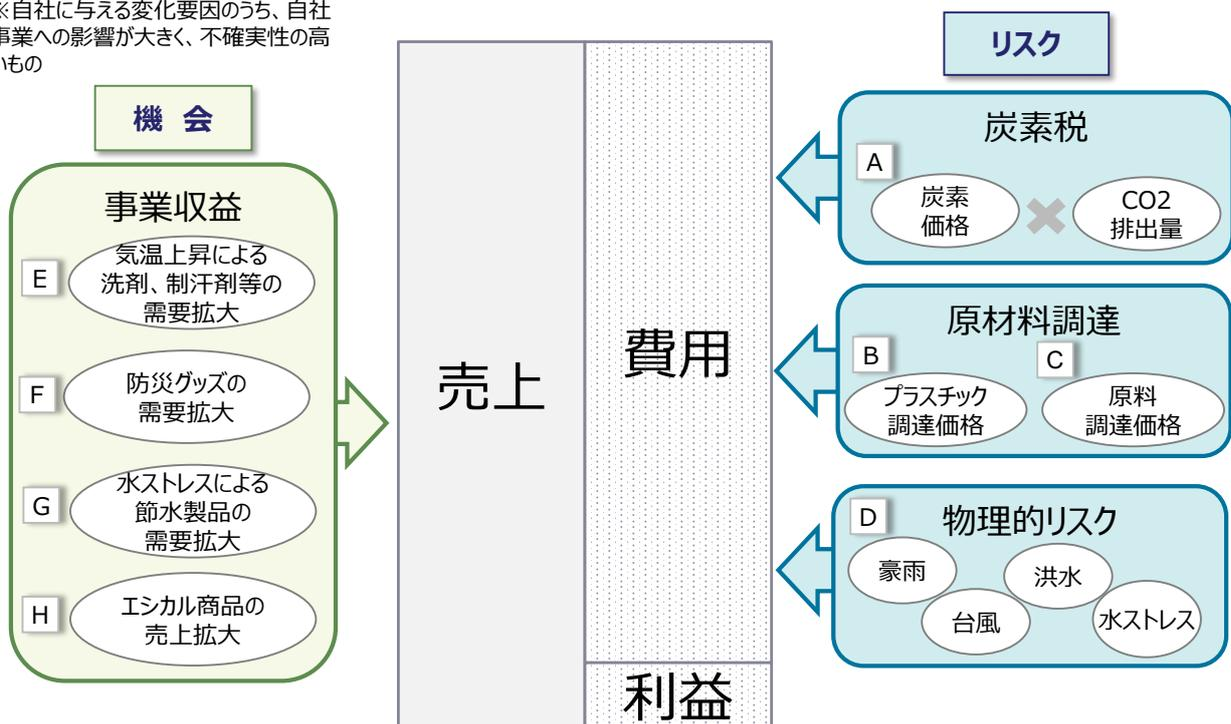 ※自社に与える変化要因のうち、自社
事業への影響が大きく、不確実性の高
いもの
機 会
事業収益
E
気温上昇による
洗剤、制汗剤等の
需要拡大
F
防災グッズの
需要拡大
G
水ストレスによる
節水製品の
需要拡大
H
エシカル商品の
売上拡大
売上
費用
利益
リスク
炭素税
A
炭素
価格
CO2
排出量
原材料調達
B
プラスチック
調達価格
C
原料
調達価格
D
物理的リスク
豪雨
台風
洪水
水ストレス